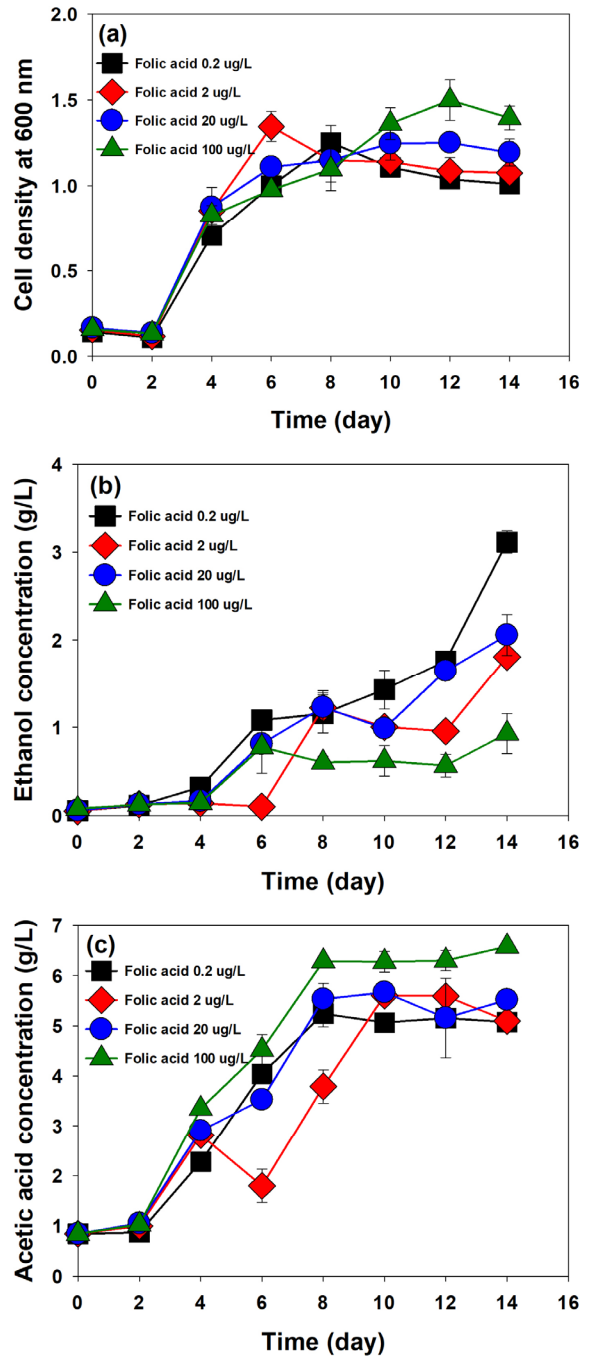 (a)
Folic acid 0.2 ug/L
Folic acid 2 ug/L
Folic acid 20 ug/L
Folic acid 100 ug/L
Cell density at 600 nm
2.0
1.5
1.0
0.5
0.0
0 2 4 6 8 10 12 14 16
Time (day)
(b)
Folic acid 0.2 ug/L
Folic acid 2 ug/L
Folic acid 20 ug/L
Folic acid 100 ug/L
Ethanol concentration (g/L)
4
3
2
1
0
0 2 4 6 8 10 12 14 16
Time (day)
(c)
Folic acid 0.2 ug/L
Folic acid 2 ug/L
Folic acid 20 ug/L
Folic acid 100 ug/L
Acetic acid concentration (g/L)
7
6
5
4
3
2
1
0
0 2 4 6 8 10 12 14 16
Time (day)